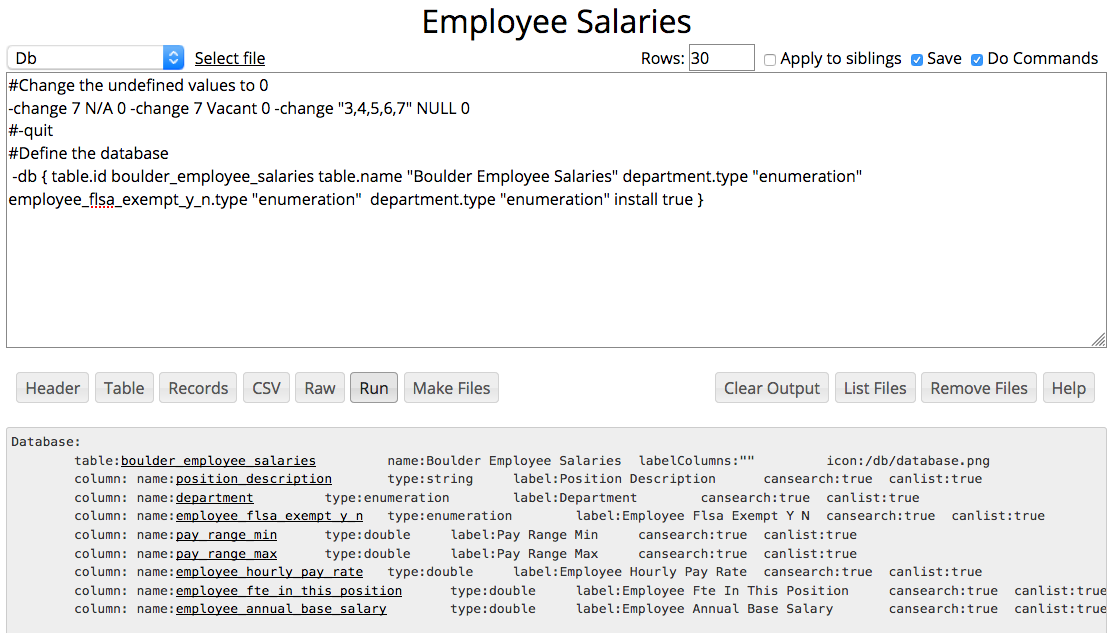 Employee Salaries
Db Select file Rows: 30 Apply to siblings Save Do Commands
#Change the undefined values to 0
-change 7 N/A 0 -change 7 Vacant 0 -change "3,4,5,6,7" NULL 0
#-quit
#Define the database
-db { table.id boulder_employee_salaries table.name "Boulder Employee Salaries" department.type "enumeration"
employee_flsa_exempt_y_n.type "enumeration"  department.type "enumeration" install true }
Header Table Records CSV Raw Run Make Files Clear Output List Files Remove Files Help
Database:
table:boulder_employee_salaries name:Boulder Employee Salaries labelColumns:"" icon:/db/database.png
column: name:position_description type:string label:Position Description cansearch:true canlist:true
column: name:department type:enumeration label:Department cansearch:true canlist:true
column: name:employee_flsa_exempt_y_n type:enumeration label:Employee Flsa Exempt Y N cansearch:true canlist:true
column: name:pay_range_min type:double label:Pay Range Min cansearch:true canlist:true
column: name:pay_range_max type:double label:Pay Range Max cansearch:true canlist:true
column: name:employee_hourly_pay_rate type:double label:Employee Hourly Pay Rate cansearch:true canlist:true
column: name:employee_fte_in_this_position type:double label:Employee Fte In This Position cansearch:true canlist:true
column: name:employee_annual_base_salary type:double label:Employee Annual Base Salary cansearch:true canlist:true